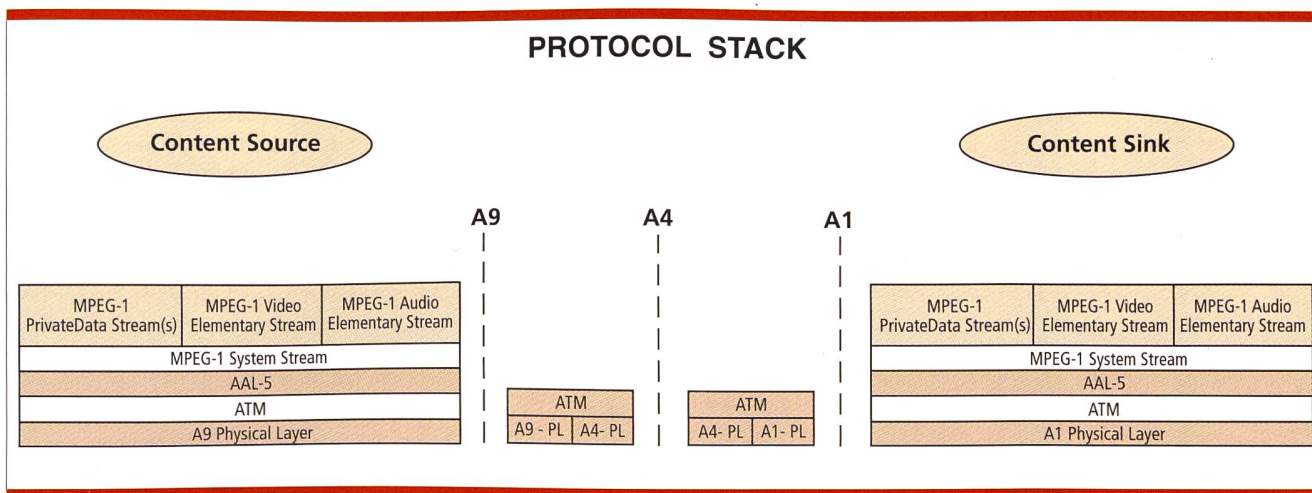 PROTOCOL STACK
Content Source
Content Sink
A9
A4
A1
MPEG-1
PrivateData Stream(s)
MPEG-1 Video
Elementary Stream
MPEG-1 Audio
Elementary Stream
MPEG-1 System Stream
AAL-5
ATM
A9 Physical Layer
ATM
A9 - PL
A4- PL
ATM
A4- PL
A1- PL
MPEG-1
PrivateData Stream(s)
MPEG-1 Video
Elementary Stream
MPEG-1 Audio
Elementary Stream
MPEG-1 System Stream
AAL-5
ATM
A1 Physical Layer